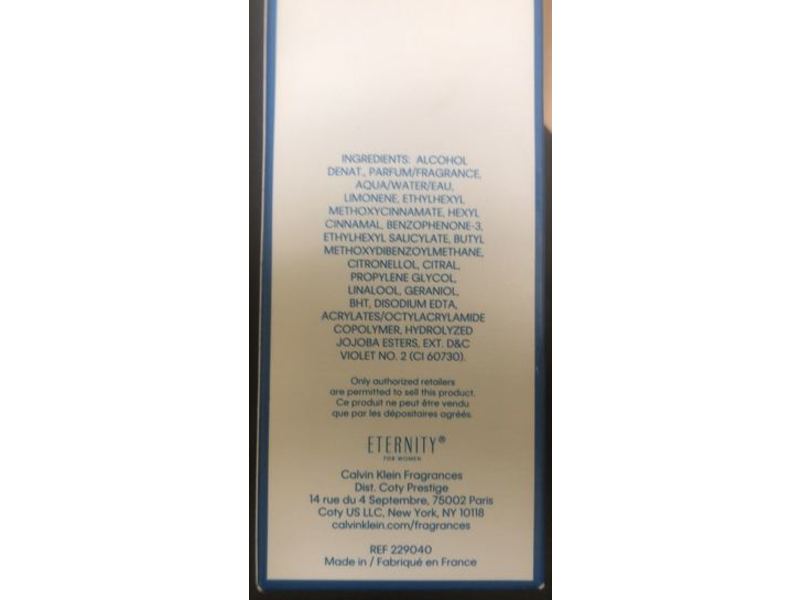 INGREDIENTS: ALCOHOL
DENAT., PARFUM/FRAGRANCE,
AQUA/WATER/EAU,
LIMONENE, ETHYLHEXYL
METHOXYCINNAMATE, HEXYL
CINNAMAL, BENZOPHENONE-3,
ETHYLHEXYL SALICYLATE, BUTYL
METHOXYDIBENZOYLMETHANE,
CITRONELLOL, CITRAL,
PROPYLENE GLYCOL,
LINALOOL, GERANIOL,
BHT, DISODIUM EDTA,
ACRYLATES/OCTYLACRYLAMIDE
COPOLYMER, HYDROLYZED
JOJOBA ESTERS, EXT. D&C
VIOLET NO. 2 (CI 60730).
Only authorized retailers
are permitted to sell this product.
Ce produit ne peut être vendu
que par les dépositaires agréés.
ETERNITY®
FOR WOMEN
Calvin Klein Fragrances
Dist. Coty Prestige
14 rue du 4 Septembre, 75002 Paris
Coty US LLC, New York, NY 10118
calvinklein.com/fragrances
REF 229040
Made in / Fabriqué en France